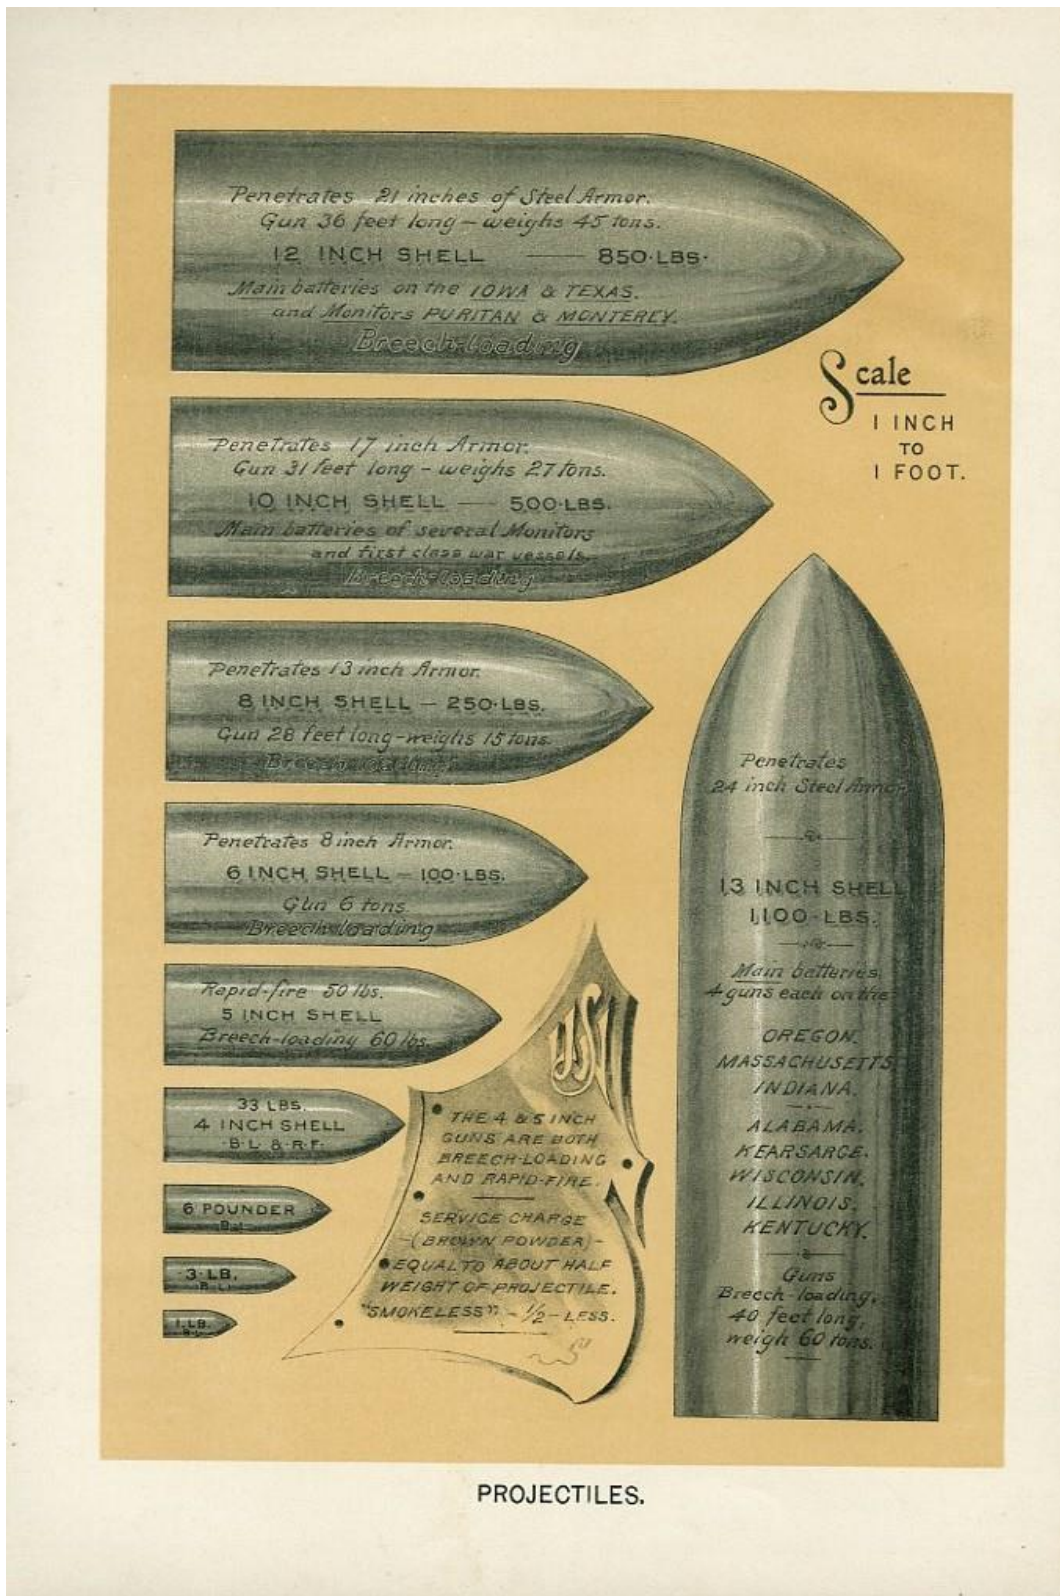 Penetrates 21 inches of Steel Armor.
Gun 36 feet long – weighs 45 tons.
12 INCH SHELL — 850·LBS·
Main batteries on the IOWA & TEXAS.
and Monitors PURITAN & MONTEREY.
Breech-loading
Scale
1 INCH
TO
1 FOOT.
Penetrates 17 inch Armor.
Gun 31 feet long – weighs 27 tons.
10 INCH SHELL — 500·LBS.
Main batteries of several Monitors
and first class war vessels.
Breech-loading
Penetrates 13 inch Armor.
8 INCH SHELL – 250·LBS.
Gun 28 feet long–weighs 15 tons.
Breech-loading
Penetrates 8 inch Armor.
6 INCH SHELL – 100·LBS.
Gun 6 tons.
Breech-loading
Rapid-fire 50 lbs.
5 INCH SHELL
Breech-loading 60 lbs.
33 LBS.
4 INCH SHELL
·B·L· & ·R·F·
6 POUNDER
B·L·
3·LB.
B·L·
1·LB.
B·L·
USN
THE 4 & 5 INCH
GUNS ARE BOTH
BREECH-LOADING
AND RAPID-FIRE.
SERVICE CHARGE
–(BROWN POWDER)–
EQUAL TO ABOUT HALF
WEIGHT OF PROJECTILE.
"SMOKELESS" – 1/2 – LESS.
Penetrates
24 inch Steel Armor
13 INCH SHELL
1,100·LBS.
Main batteries,
4 guns each on the
OREGON.
MASSACHUSETTS
INDIANA.
ALABAMA.
KEARSARGE.
WISCONSIN.
ILLINOIS.
KENTUCKY.
Guns
Breech-loading,
40 feet long,
weigh 60 tons.
PROJECTILES.